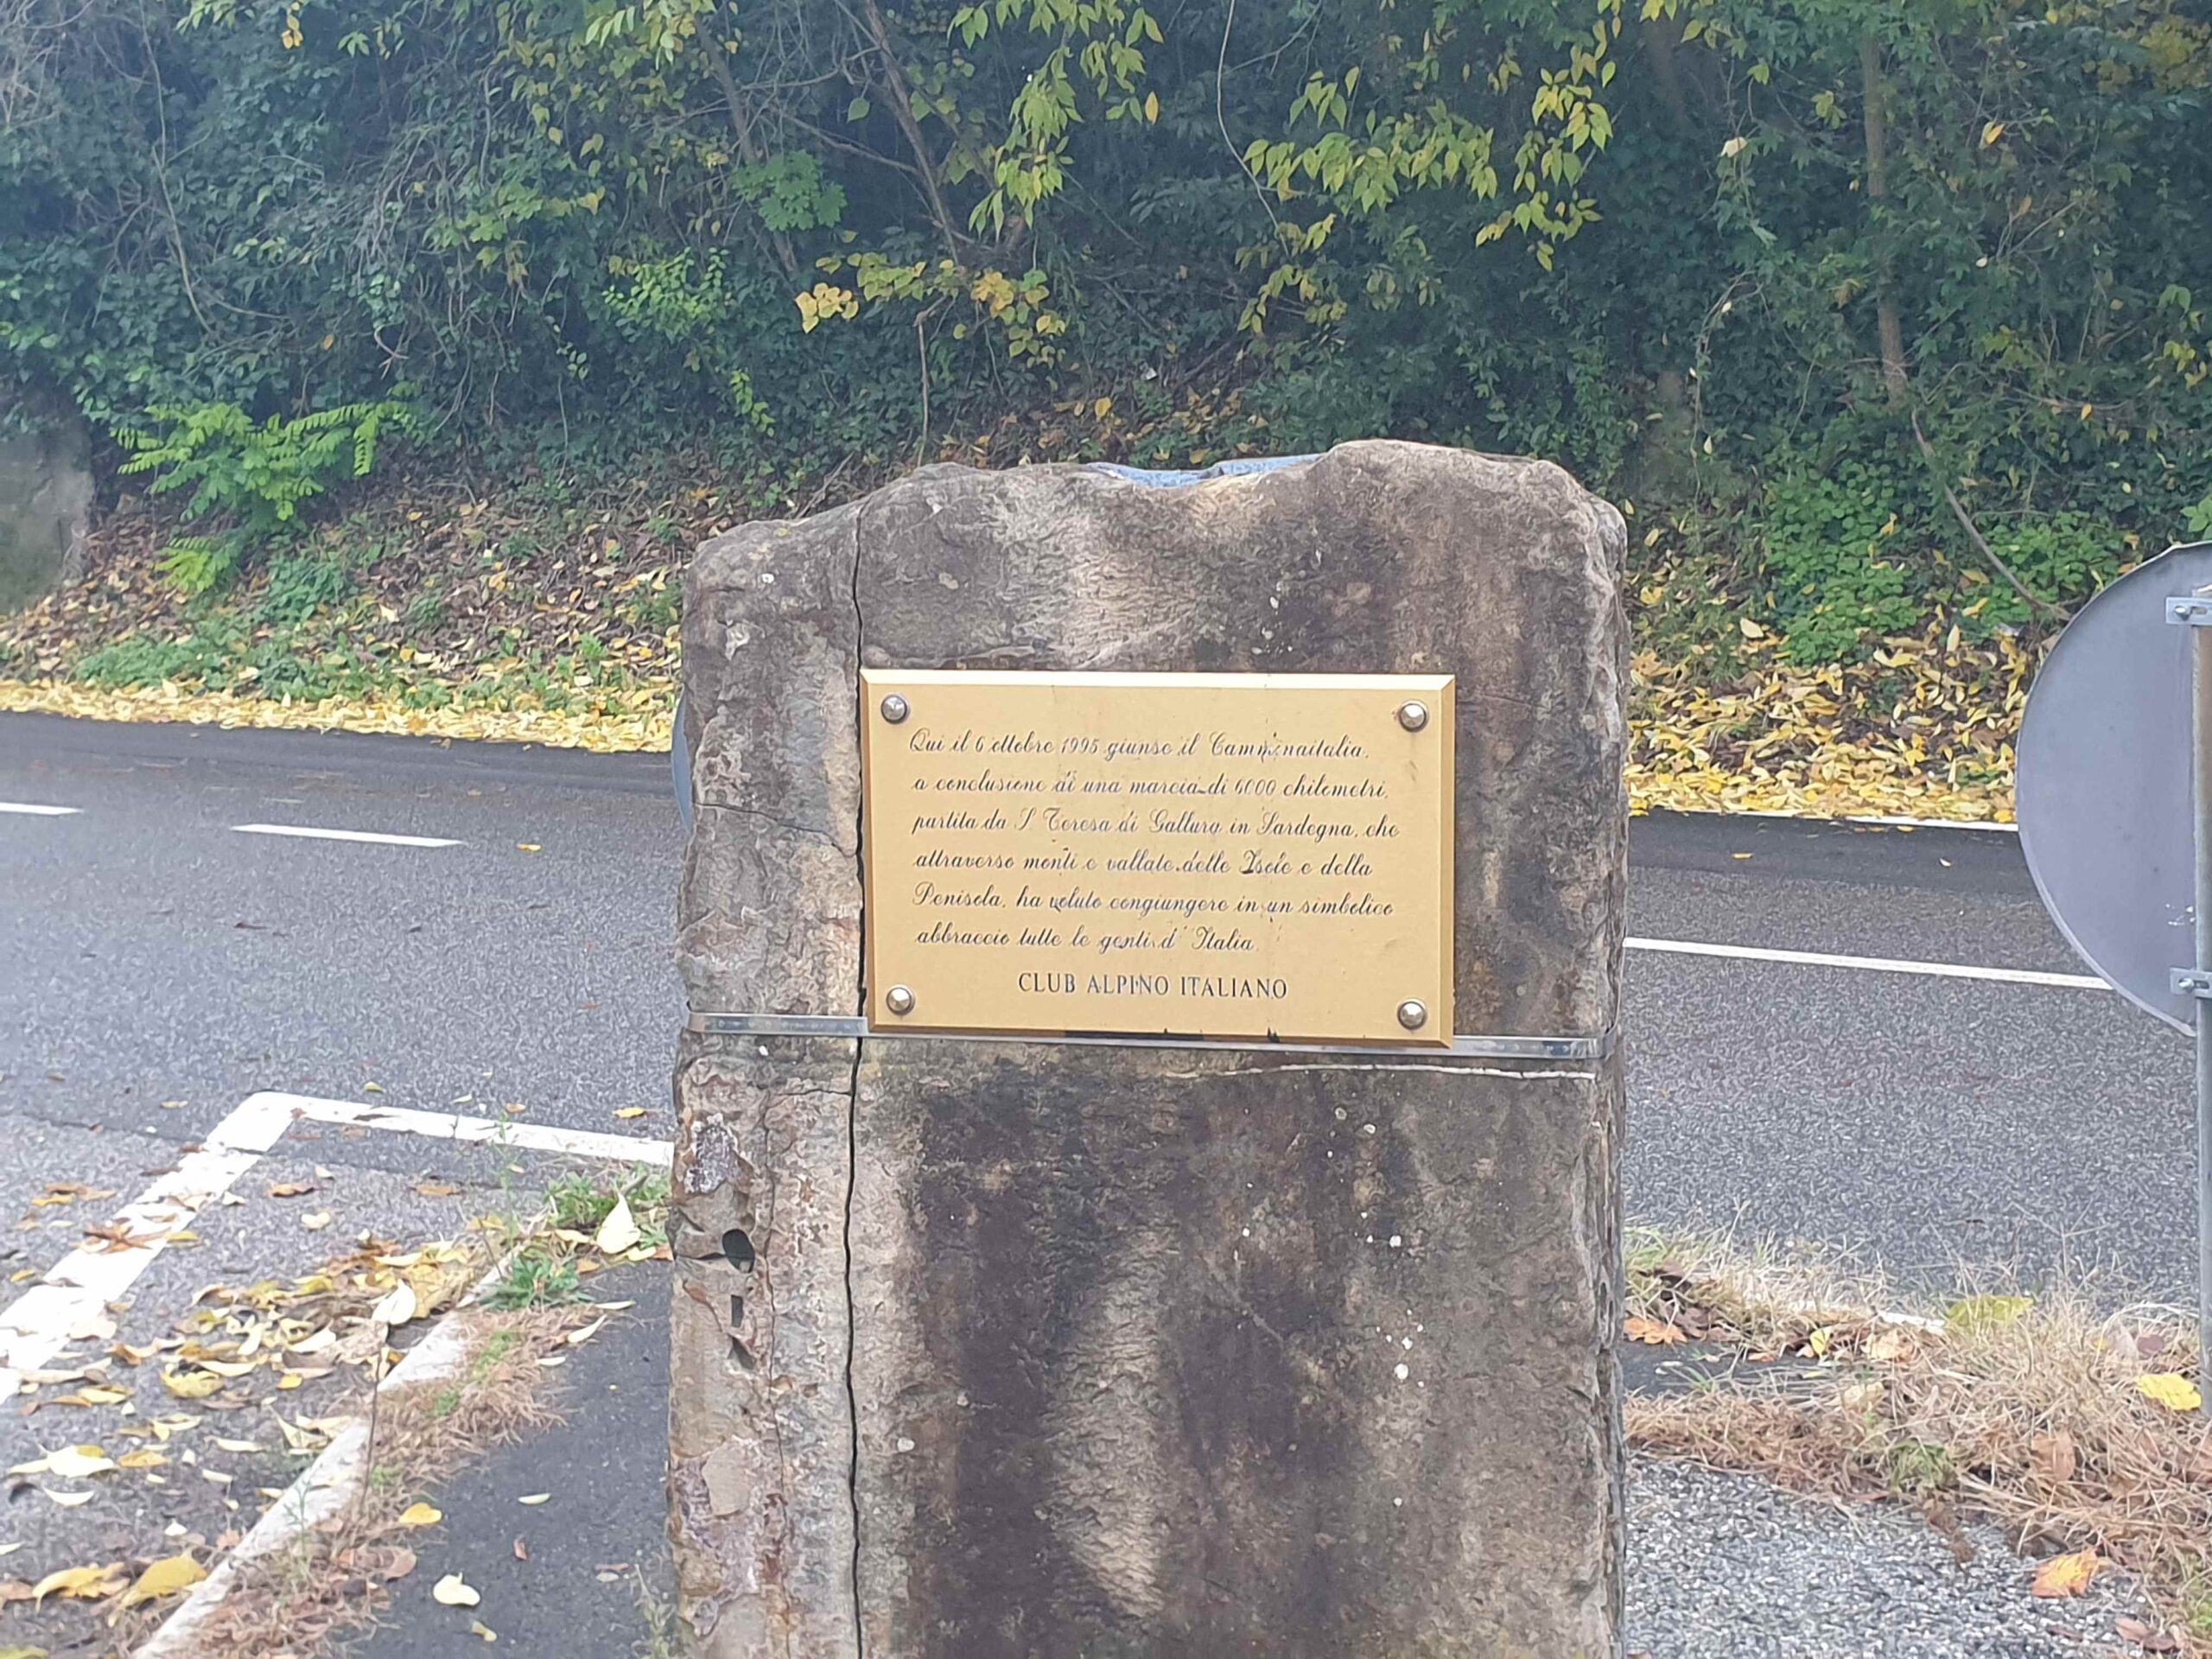 Qui il 6 ottobre 1995 giunse il Camminaitalia,
a conclusione di una marcia di 6000 chilometri,
partita da S. Teresa di Gallura in Sardegna, che
attraverso monti e vallate delle Isole e della
Penisola, ha voluto congiungere in un simbolico
abbraccio tutte le genti d'Italia.
CLUB ALPINO ITALIANO